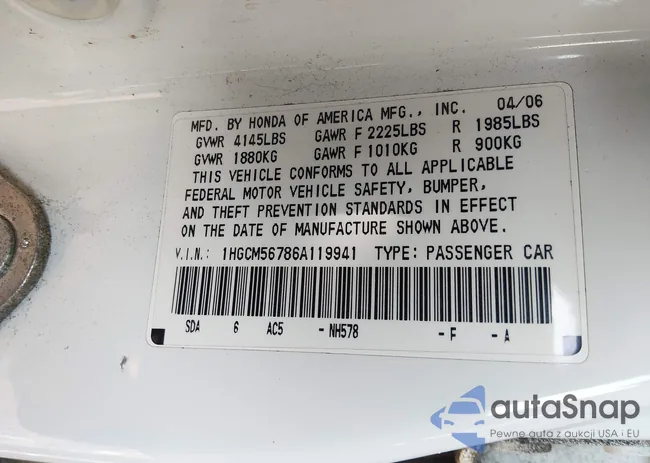 MFD. BY HONDA OF AMERICA MFG., INC. 04/06
GVWR 4145LBS GAWR F 2225LBS R 1985LBS
GVWR 1880KG GAWR F 1010KG R 900KG
THIS VEHICLE CONFORMS TO ALL APPLICABLE
FEDERAL MOTOR VEHICLE SAFETY, BUMPER,
AND THEFT PREVENTION STANDARDS IN EFFECT
ON THE DATE OF MANUFACTURE SHOWN ABOVE.
V.I.N.: 1HGCM56786A119941 TYPE: PASSENGER CAR
SDA 6 AC5 -NH578 -F -A
autaSnap
Pewne auta z aukcji USA i EU